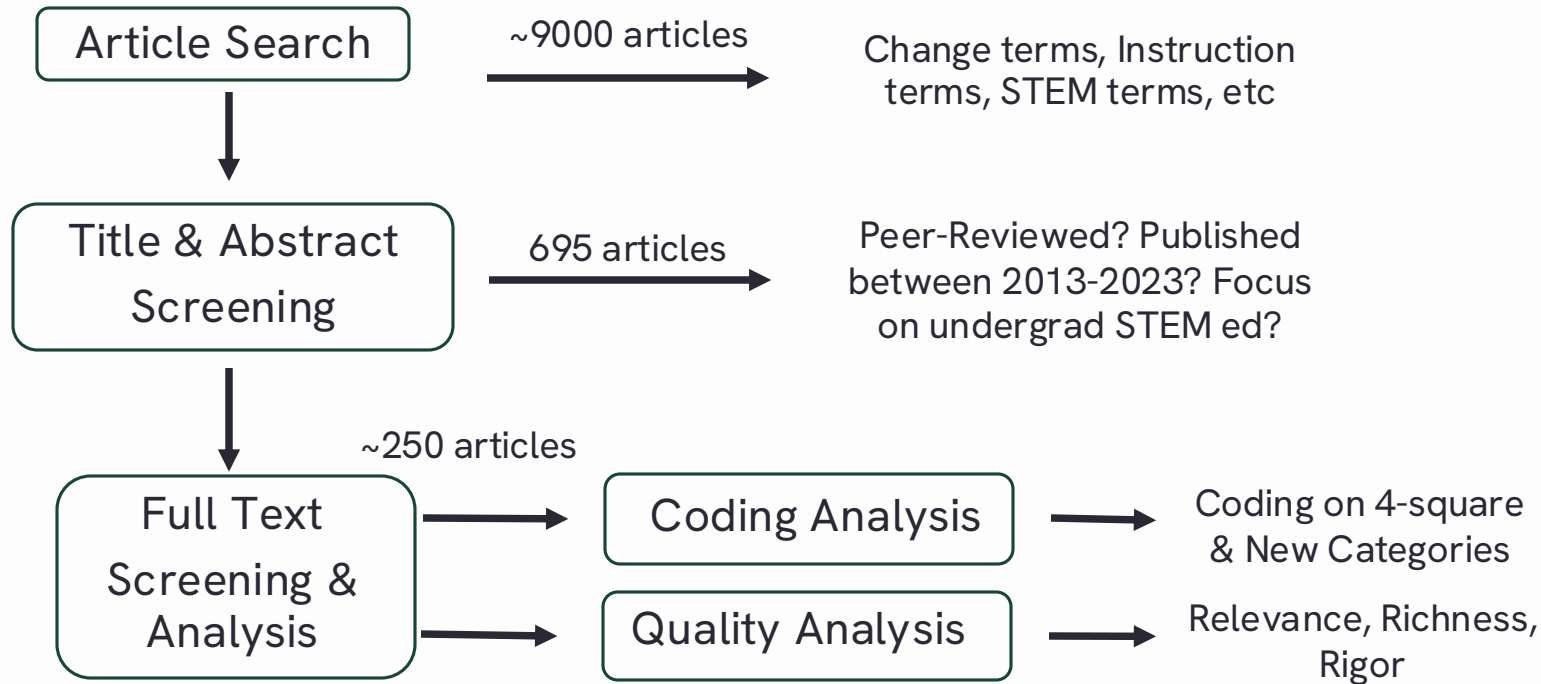 Article Search
~9000 articles
Change terms, Instruction
terms, STEM terms, etc
Title & Abstract
Screening
695 articles
Peer-Reviewed? Published
between 2013-2023? Focus
on undergrad STEM ed?
~250 articles
Full Text
Screening &
Analysis
Coding Analysis
Coding on 4-square
& New Categories
Quality Analysis
Relevance, Richness,
Rigor